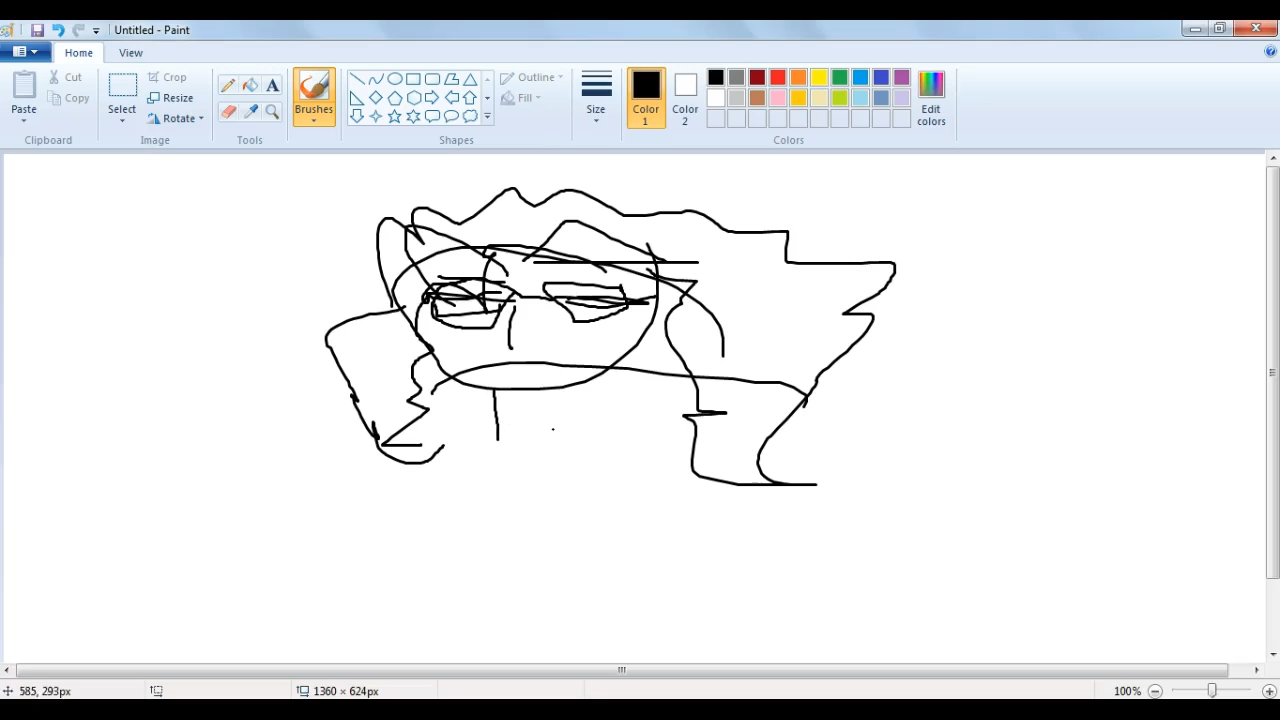 Untitled - Paint
Home
View
Paste
Cut
Copy
Clipboard
Select
Crop
Resize
Rotate
Image
A
Tools
Brushes
Outline
Fill
Shapes
Size
Color 1
Color 2
Edit colors
Colors
585, 293px
1360 × 624px
100%